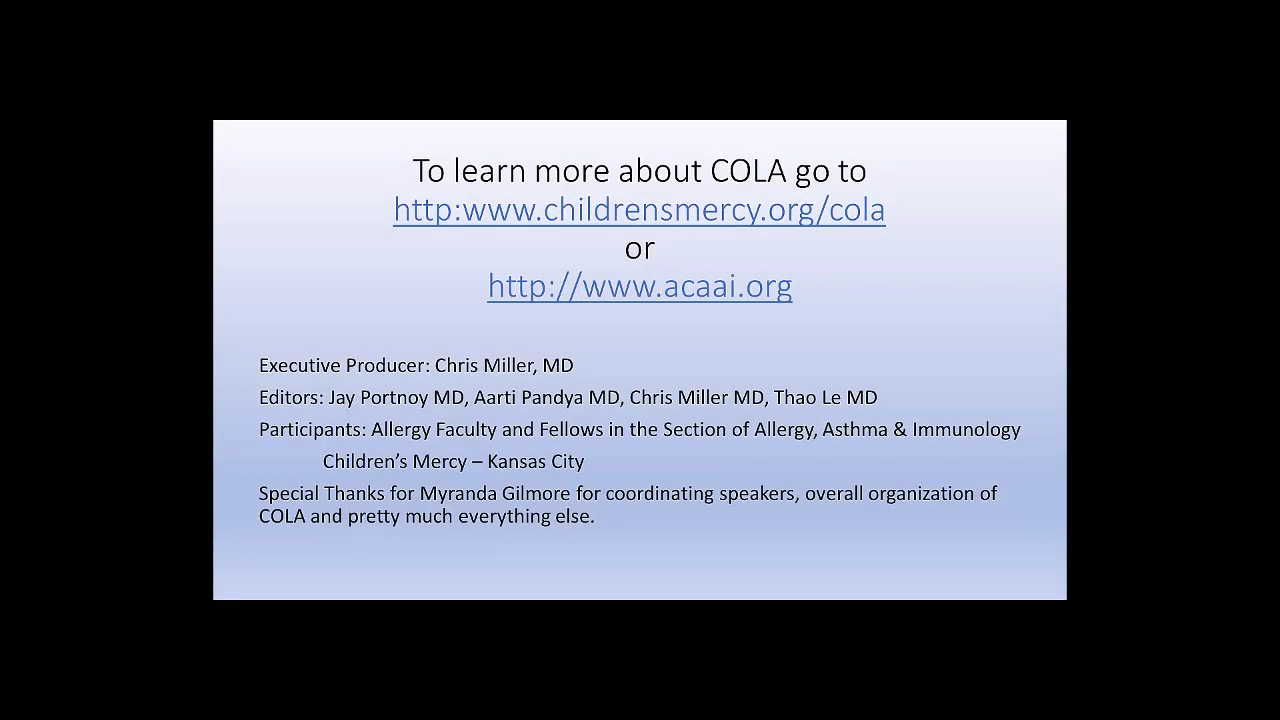 To learn more about COLA go to
http:www.childrensmercy.org/cola
or
http://www.acaai.org
Executive Producer: Chris Miller, MD
Editors: Jay Portnoy MD, Aarti Pandya MD, Chris Miller MD, Thao Le MD
Participants: Allergy Faculty and Fellows in the Section of Allergy, Asthma & Immunology
Children’s Mercy – Kansas City
Special Thanks for Myranda Gilmore for coordinating speakers, overall organization of
COLA and pretty much everything else.